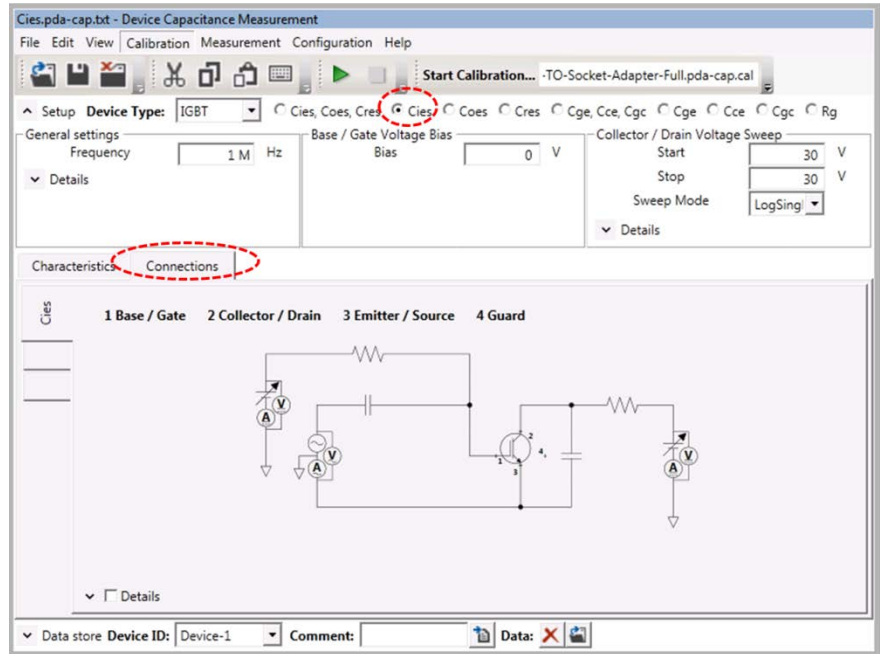 Cies.pda-cap.txt - Device Capacitance Measurement
File Edit View Calibration Measurement Configuration Help
Start Calibration... -TO-Socket-Adapter-Full.pda-cap.cal
Setup Device Type: IGBT Cies, Coes, Cres Cies Coes Cres Cge, Cce, Cgc Cge Cce Cgc Rg
General settings Base / Gate Voltage Bias Collector / Drain Voltage Sweep
Frequency 1 M Hz Bias 0 V Start 30 V
Details Stop 30 V
Sweep Mode LogSingl
Details
Characteristics Connections
Cies
1 Base / Gate 2 Collector / Drain 3 Emitter / Source 4 Guard
V
A
V
A
1 2 3 4
V
A
Details
Data store Device ID: Device-1 Comment: Data: